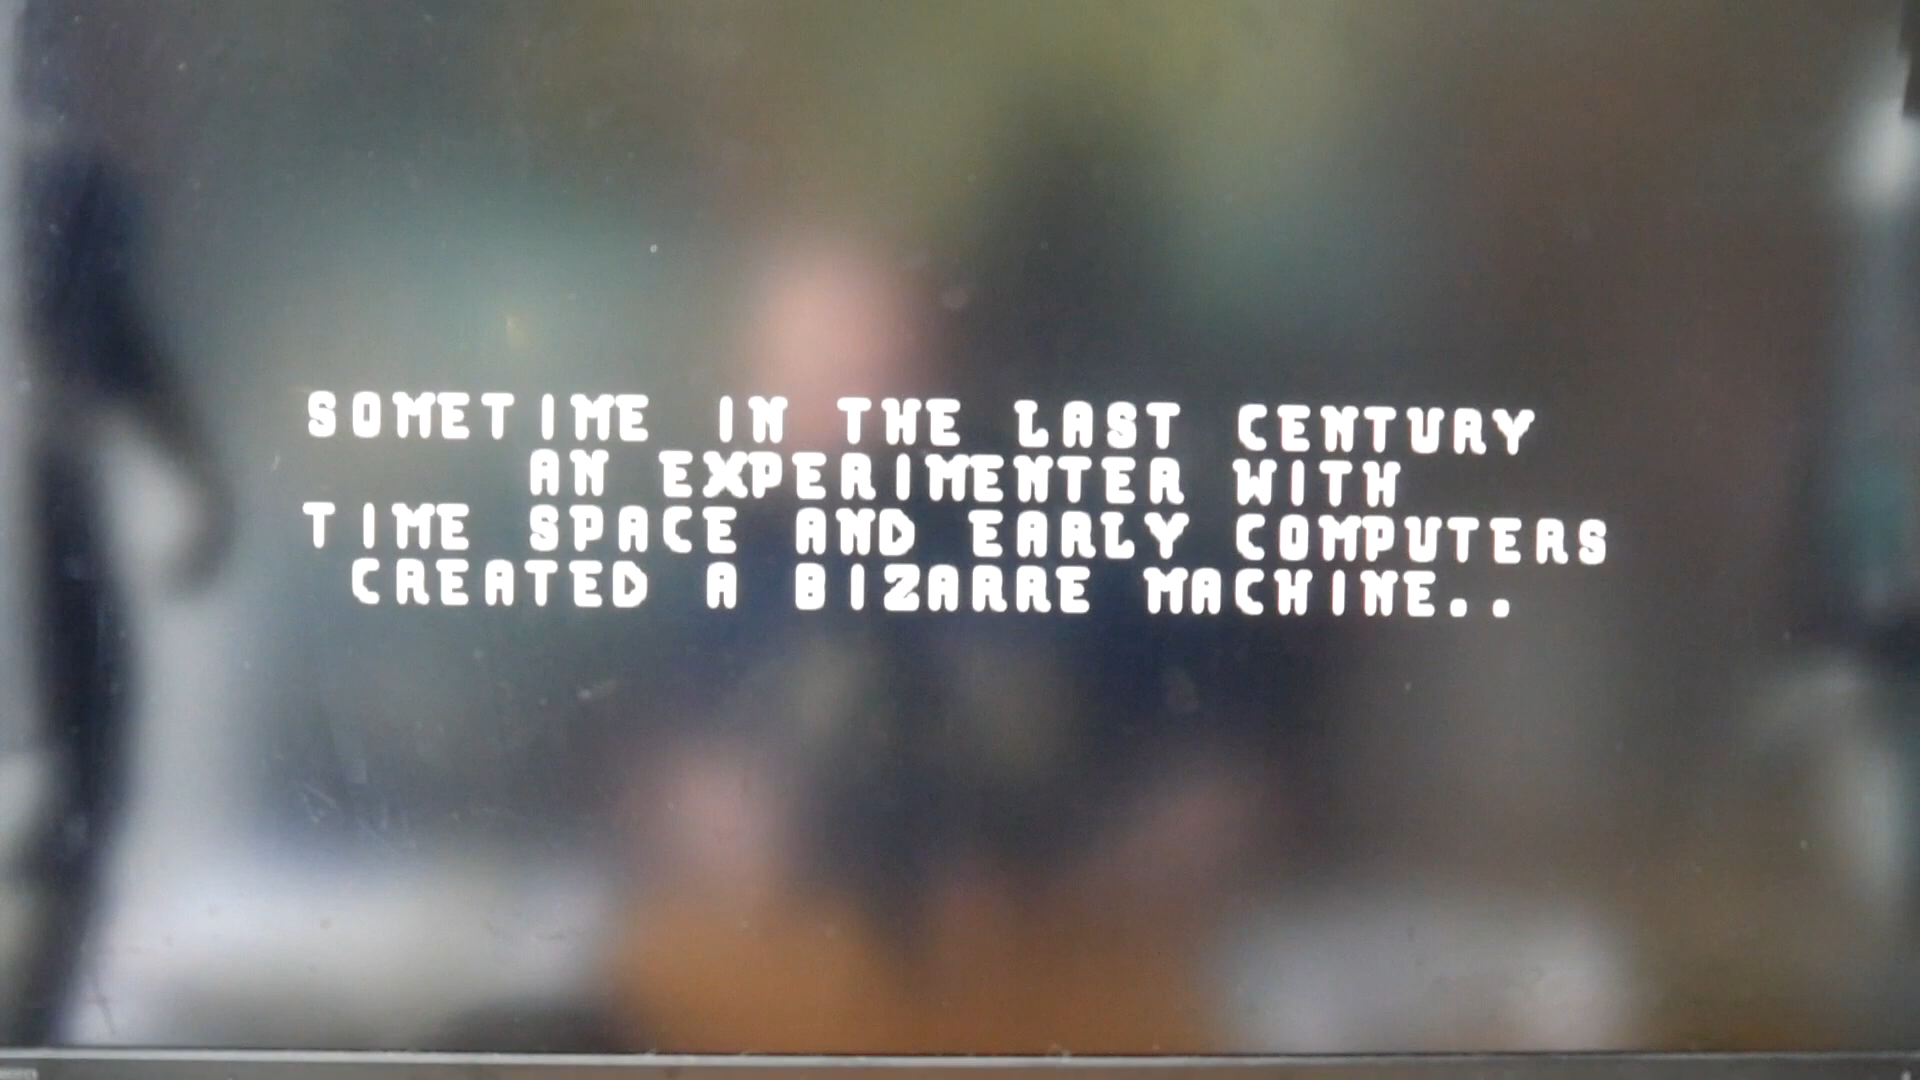 SOMETIME IN THE LAST CENTURY
AN EXPERIMENTER WITH
TIME SPACE AND EARLY COMPUTERS
CREATED A BIZARRE MACHINE..